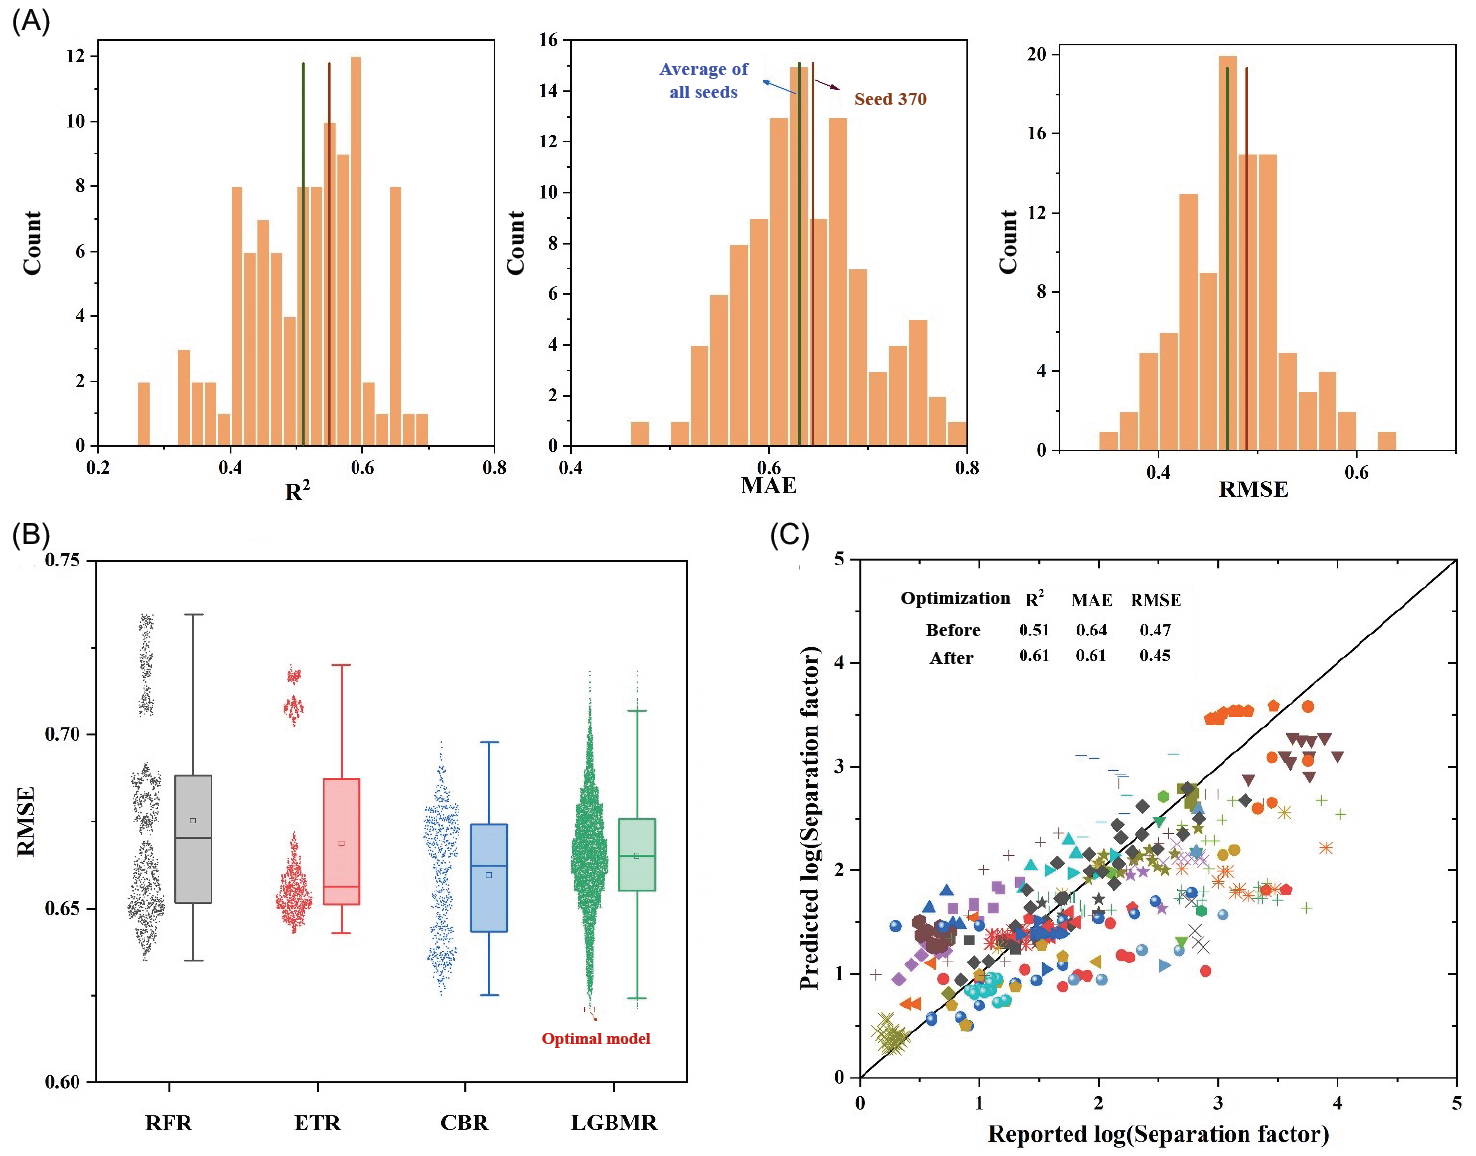 (A)
12
10
8
6
4
2
0
Count
0.2
0.4
0.6
0.8
R²
16
14
12
10
8
6
4
2
0
Count
Average of
all seeds
Seed 370
0.4
0.6
0.8
MAE
20
16
12
8
4
0
Count
0.4
0.6
RMSE
(B)
0.75
0.70
0.65
0.60
RMSE
Optimal model
RFR
ETR
CBR
LGBMR
(C)
5
4
3
2
1
0
Predicted log(Separation factor)
Optimization R² MAE RMSE
Before 0.51 0.64 0.47
After 0.61 0.61 0.45
0
1
2
3
4
5
Reported log(Separation factor)